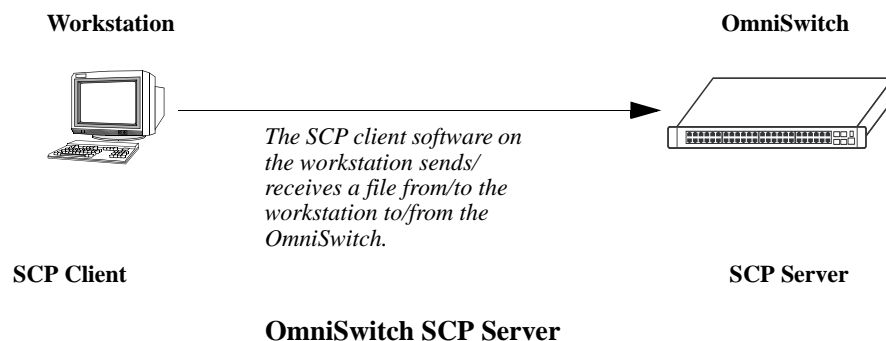 Workstation
OmniSwitch
The SCP client software on
the workstation sends/
receives a file from/to the
workstation to/from the
OmniSwitch.
SCP Client
SCP Server
OmniSwitch SCP Server